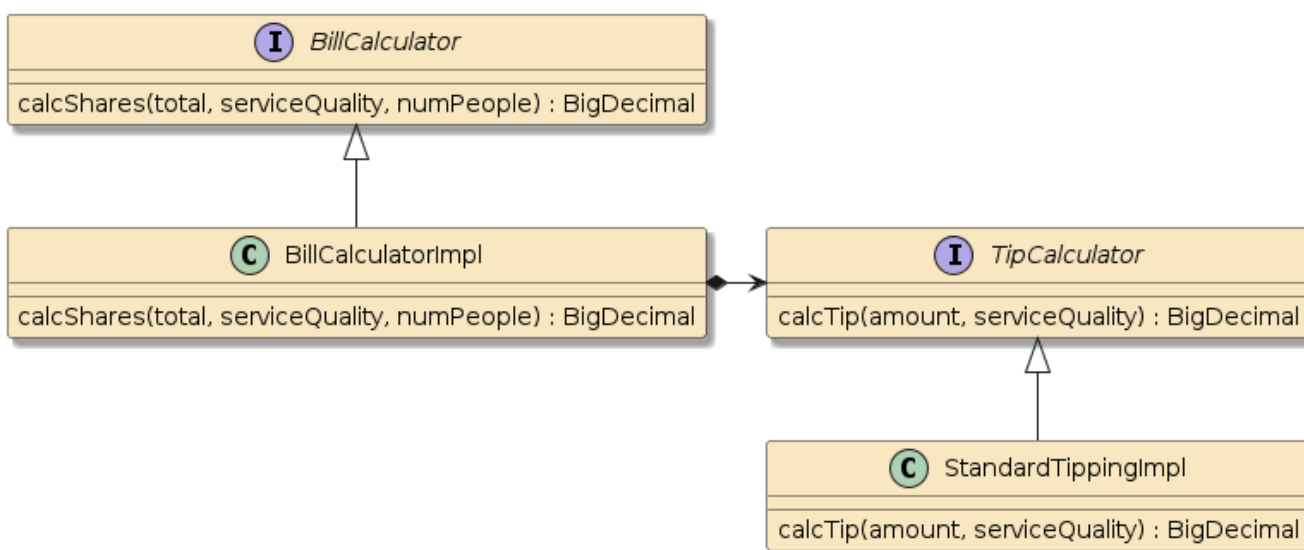 I BillCalculator
calcShares(total, serviceQuality, numPeople) : BigDecimal
C BillCalculatorImpl
calcShares(total, serviceQuality, numPeople) : BigDecimal
I TipCalculator
calcTip(amount, serviceQuality) : BigDecimal
C StandardTippingImpl
calcTip(amount, serviceQuality) : BigDecimal